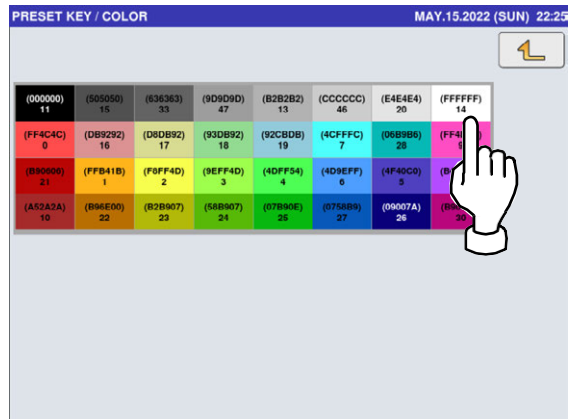 PRESET KEY / COLOR MAY.15.2022 (SUN) 22:25
(000000) (505050) (636363) (9D9D9D) (B2B2B2) (CCCCCC) (E4E4E4) (FFFFFF)
11 15 33 47 13 46 20 14
(FF4C4C) (DB9292) (D8DB92) (93DB92) (92CBDB) (4CFFFC) (06B9B6)
0 16 17 18 19 7 28 9
(B90600) (FFB41B) (F8FF4D) (9EFF4D) (4DFF54) (4D9EFF) (4F40C0)
21 1 2 3 4 6 5
(A52A2A) (B96E00) (B2B907) (58B907) (07B90E) (0758B9) (09007A)
10 22 23 24 25 27 26 30